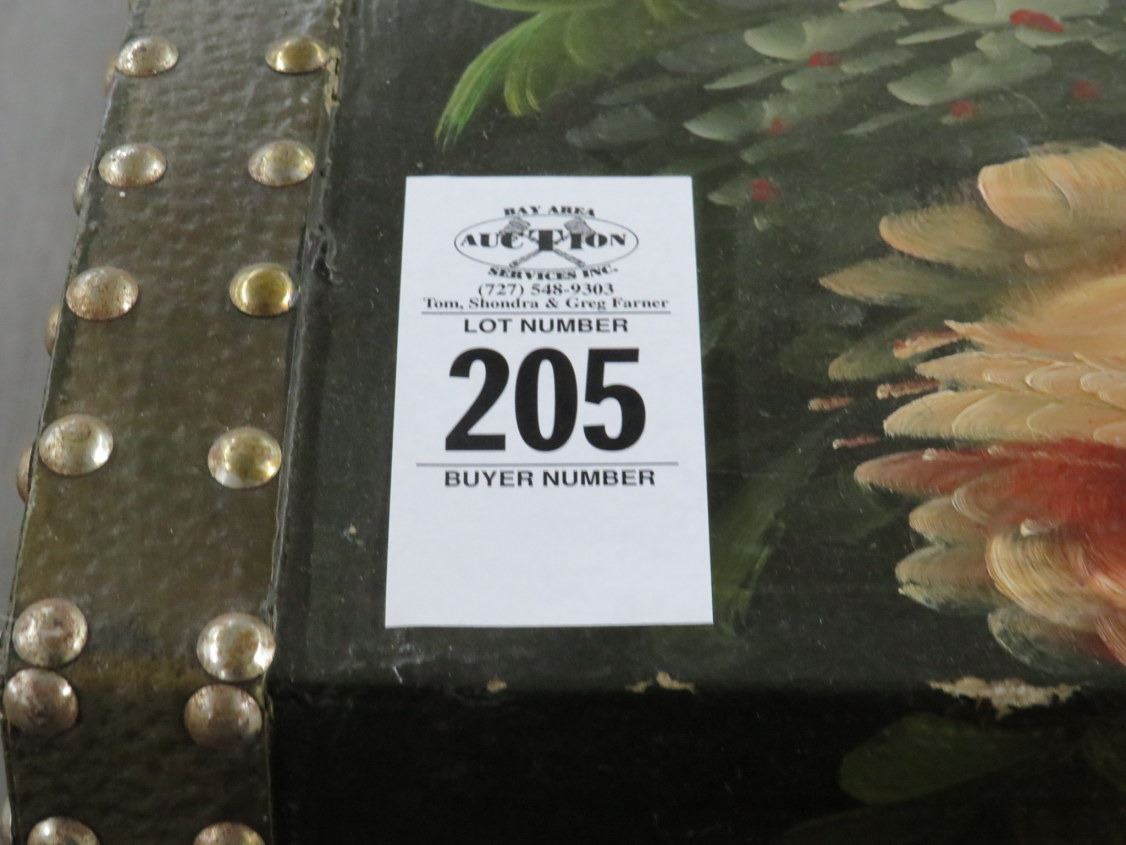 BAY AREA
AUCTION
SERVICES INC.
(727) 548-9303
Tom, Shondra & Greg Farner
LOT NUMBER
205
BUYER NUMBER